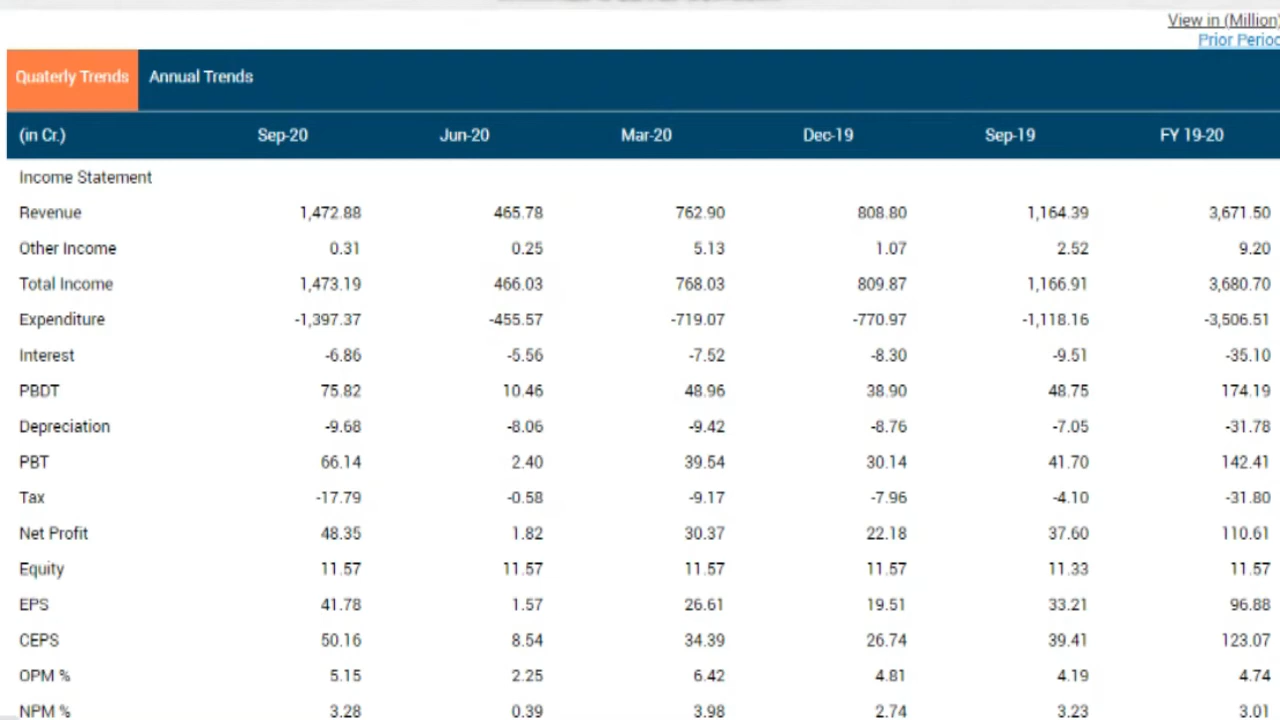 View in (Million)
Prior Perioc
Quaterly Trends Annual Trends
(in Cr.) Sep-20 Jun-20 Mar-20 Dec-19 Sep-19 FY 19-20
Income Statement
Revenue 1,472.88 465.78 762.90 808.80 1,164.39 3,671.50
Other Income 0.31 0.25 5.13 1.07 2.52 9.20
Total Income 1,473.19 466.03 768.03 809.87 1,166.91 3,680.70
Expenditure -1,397.37 -455.57 -719.07 -770.97 -1,118.16 -3,506.51
Interest -6.86 -5.56 -7.52 -8.30 -9.51 -35.10
PBDT 75.82 10.46 48.96 38.90 48.75 174.19
Depreciation -9.68 -8.06 -9.42 -8.76 -7.05 -31.78
PBT 66.14 2.40 39.54 30.14 41.70 142.41
Tax -17.79 -0.58 -9.17 -7.96 -4.10 -31.80
Net Profit 48.35 1.82 30.37 22.18 37.60 110.61
Equity 11.57 11.57 11.57 11.57 11.33 11.57
EPS 41.78 1.57 26.61 19.51 33.21 96.88
CEPS 50.16 8.54 34.39 26.74 39.41 123.07
OPM % 5.15 2.25 6.42 4.81 4.19 4.74
NPM % 3.28 0.39 3.98 2.74 3.23 3.01